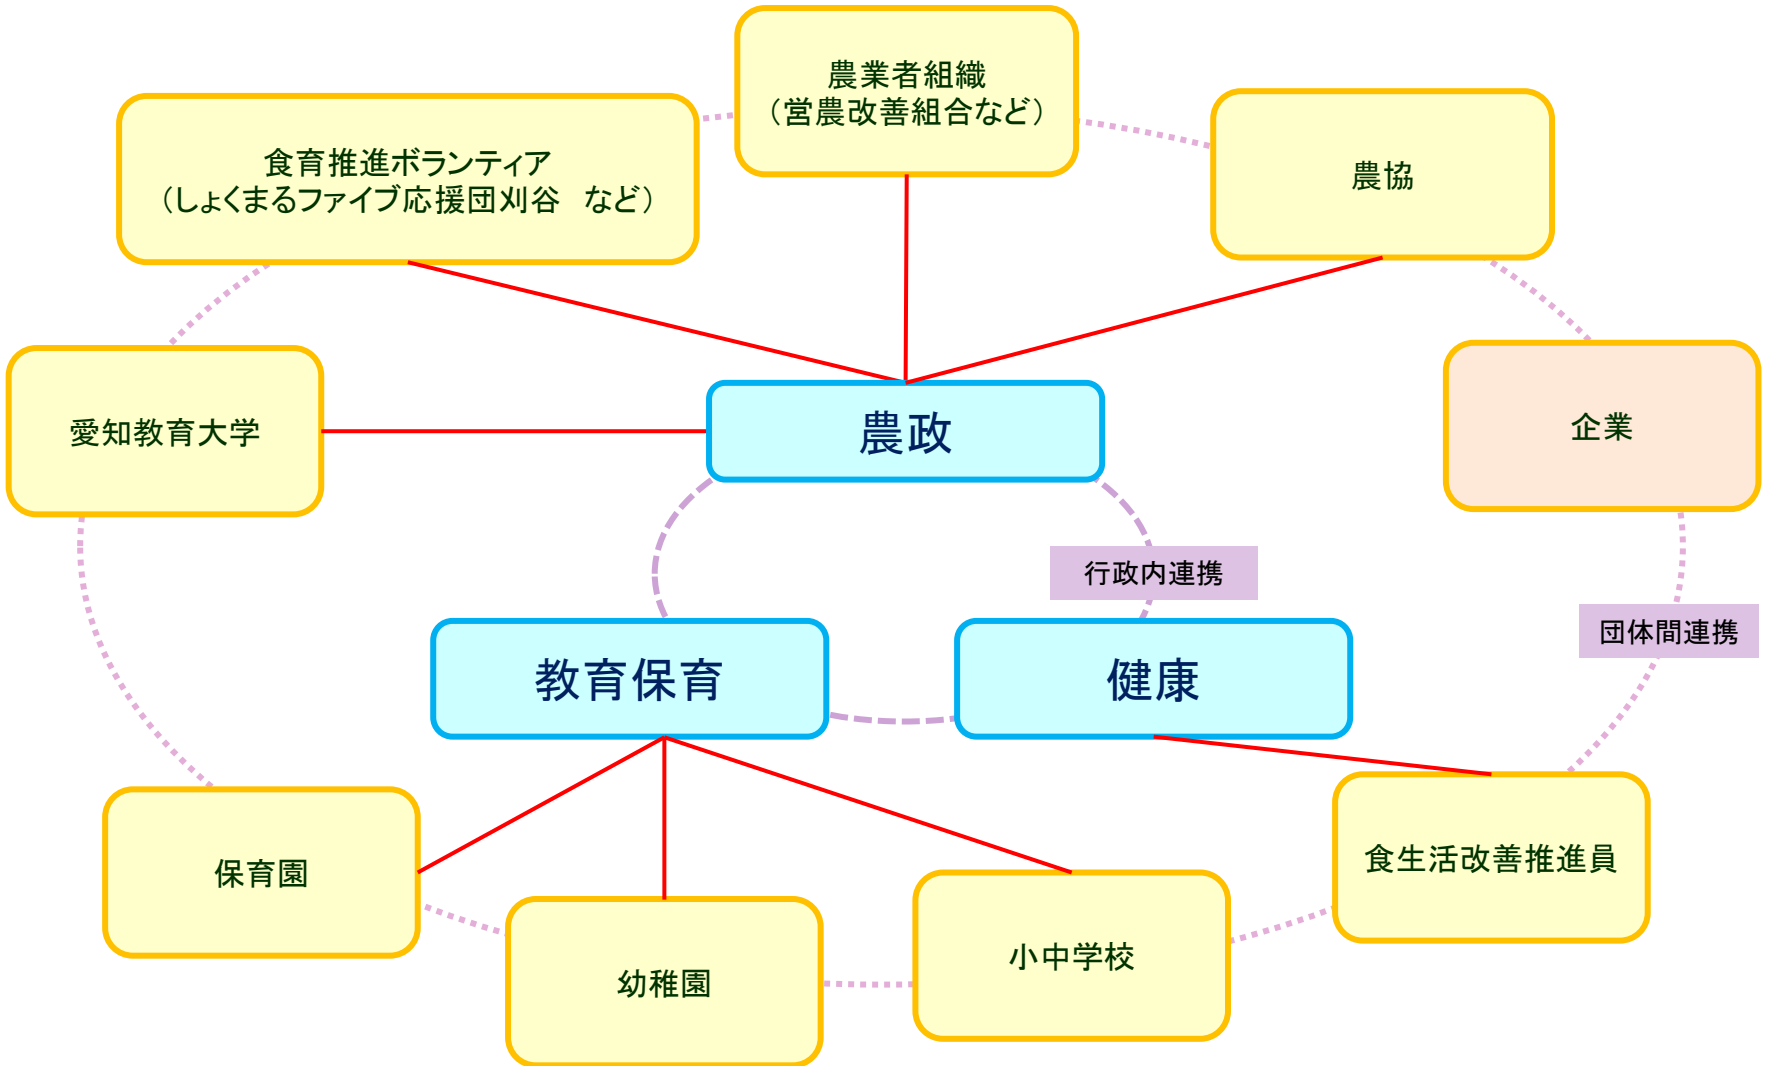 農業者組織
（営農改善組合など）
食育推進ボランティア
（しょくまるファイブ応援団刈谷　など）
農協
愛知教育大学
農政
企業
行政内連携
団体間連携
教育保育
健康
保育園
幼稚園
小中学校
食生活改善推進員